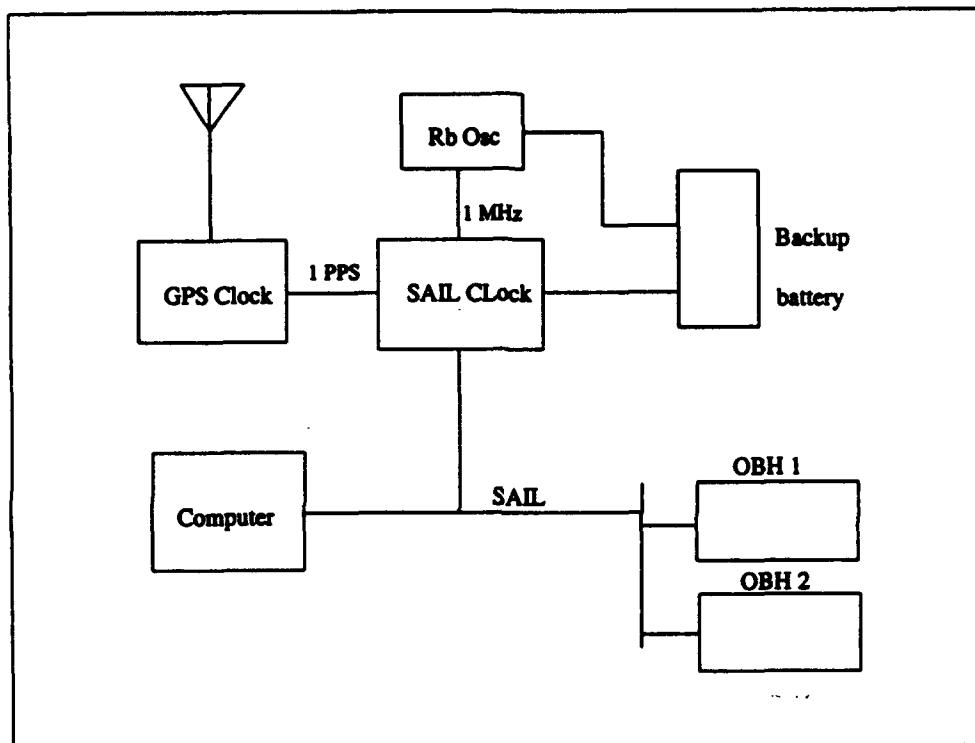 Rb Osc
1 MHz
Backup
battery
GPS Clock
1 PPS
SAIL CLock
Computer
SAIL
OBH 1
OBH 2